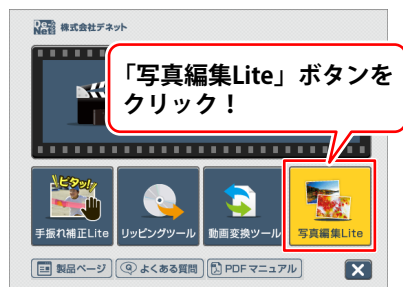 De-Net 株式会社デネット
「写真編集Lite」ボタンを
クリック！
ピタッ!
手振れ補正Lite リッピングツール 動画変換ツール 写真編集Lite
製品ページ よくある質問 PDFマニュアル